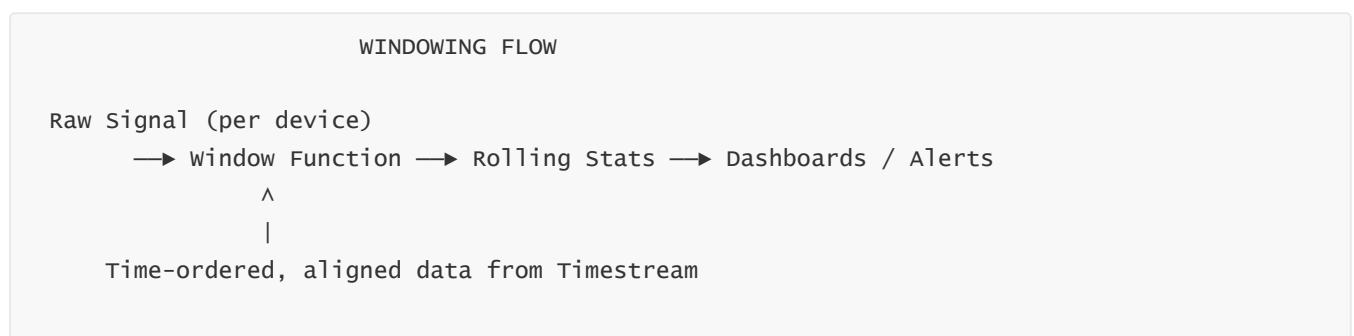 WINDOWING FLOW
Raw Signal (per device)
──► Window Function ──► Rolling Stats ──► Dashboards / Alerts
^
|
Time-ordered, aligned data from Timestream